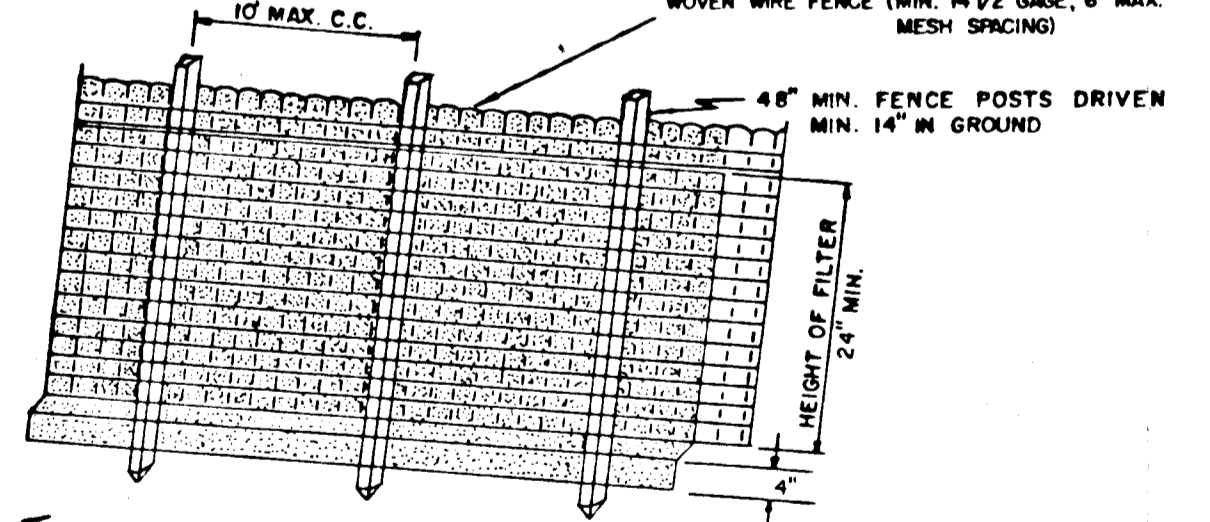 10' MAX. C.C.
WOVEN WIRE FENCE (MIN. 14 1/2 GAGE, 6" MAX.
MESH SPACING)
48" MIN. FENCE POSTS DRIVEN
MIN. 14" IN GROUND
HEIGHT OF FILTER
24" MIN.
4"